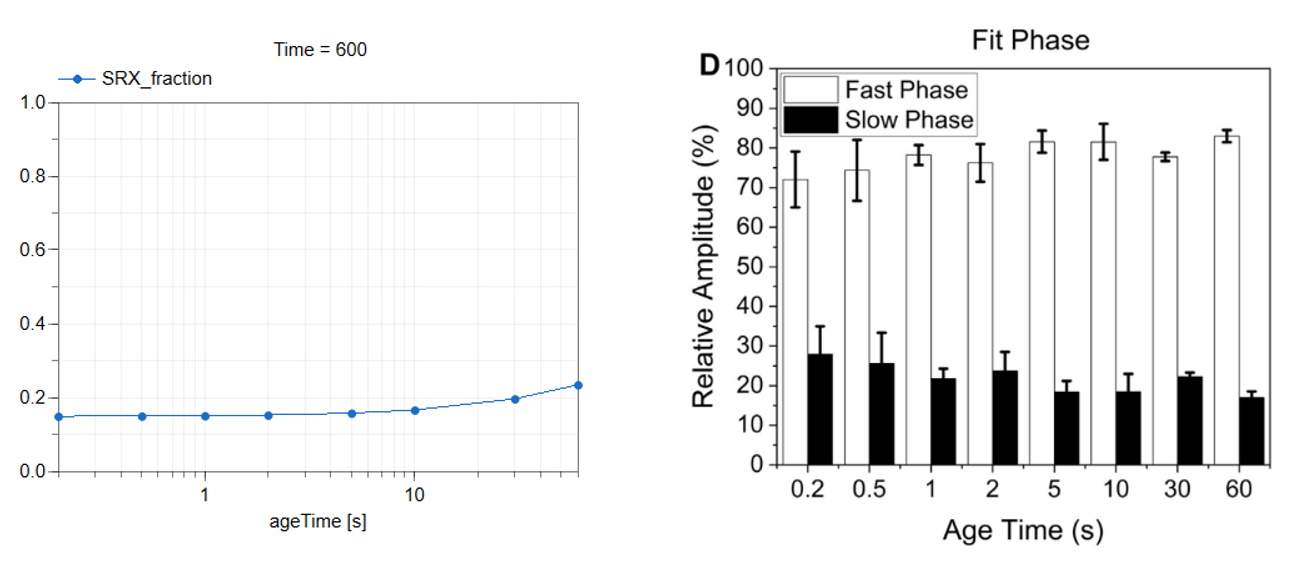 Time = 600
SRX_fraction
1.0
0.8
0.6
0.4
0.2
0.0
1
10
ageTime [s]
Fit Phase
D
100
90
80
70
60
50
40
30
20
10
0
Fast Phase
Slow Phase
Relative Amplitude (%)
0.2 0.5 1 2 5 10 30 60
Age Time (s)